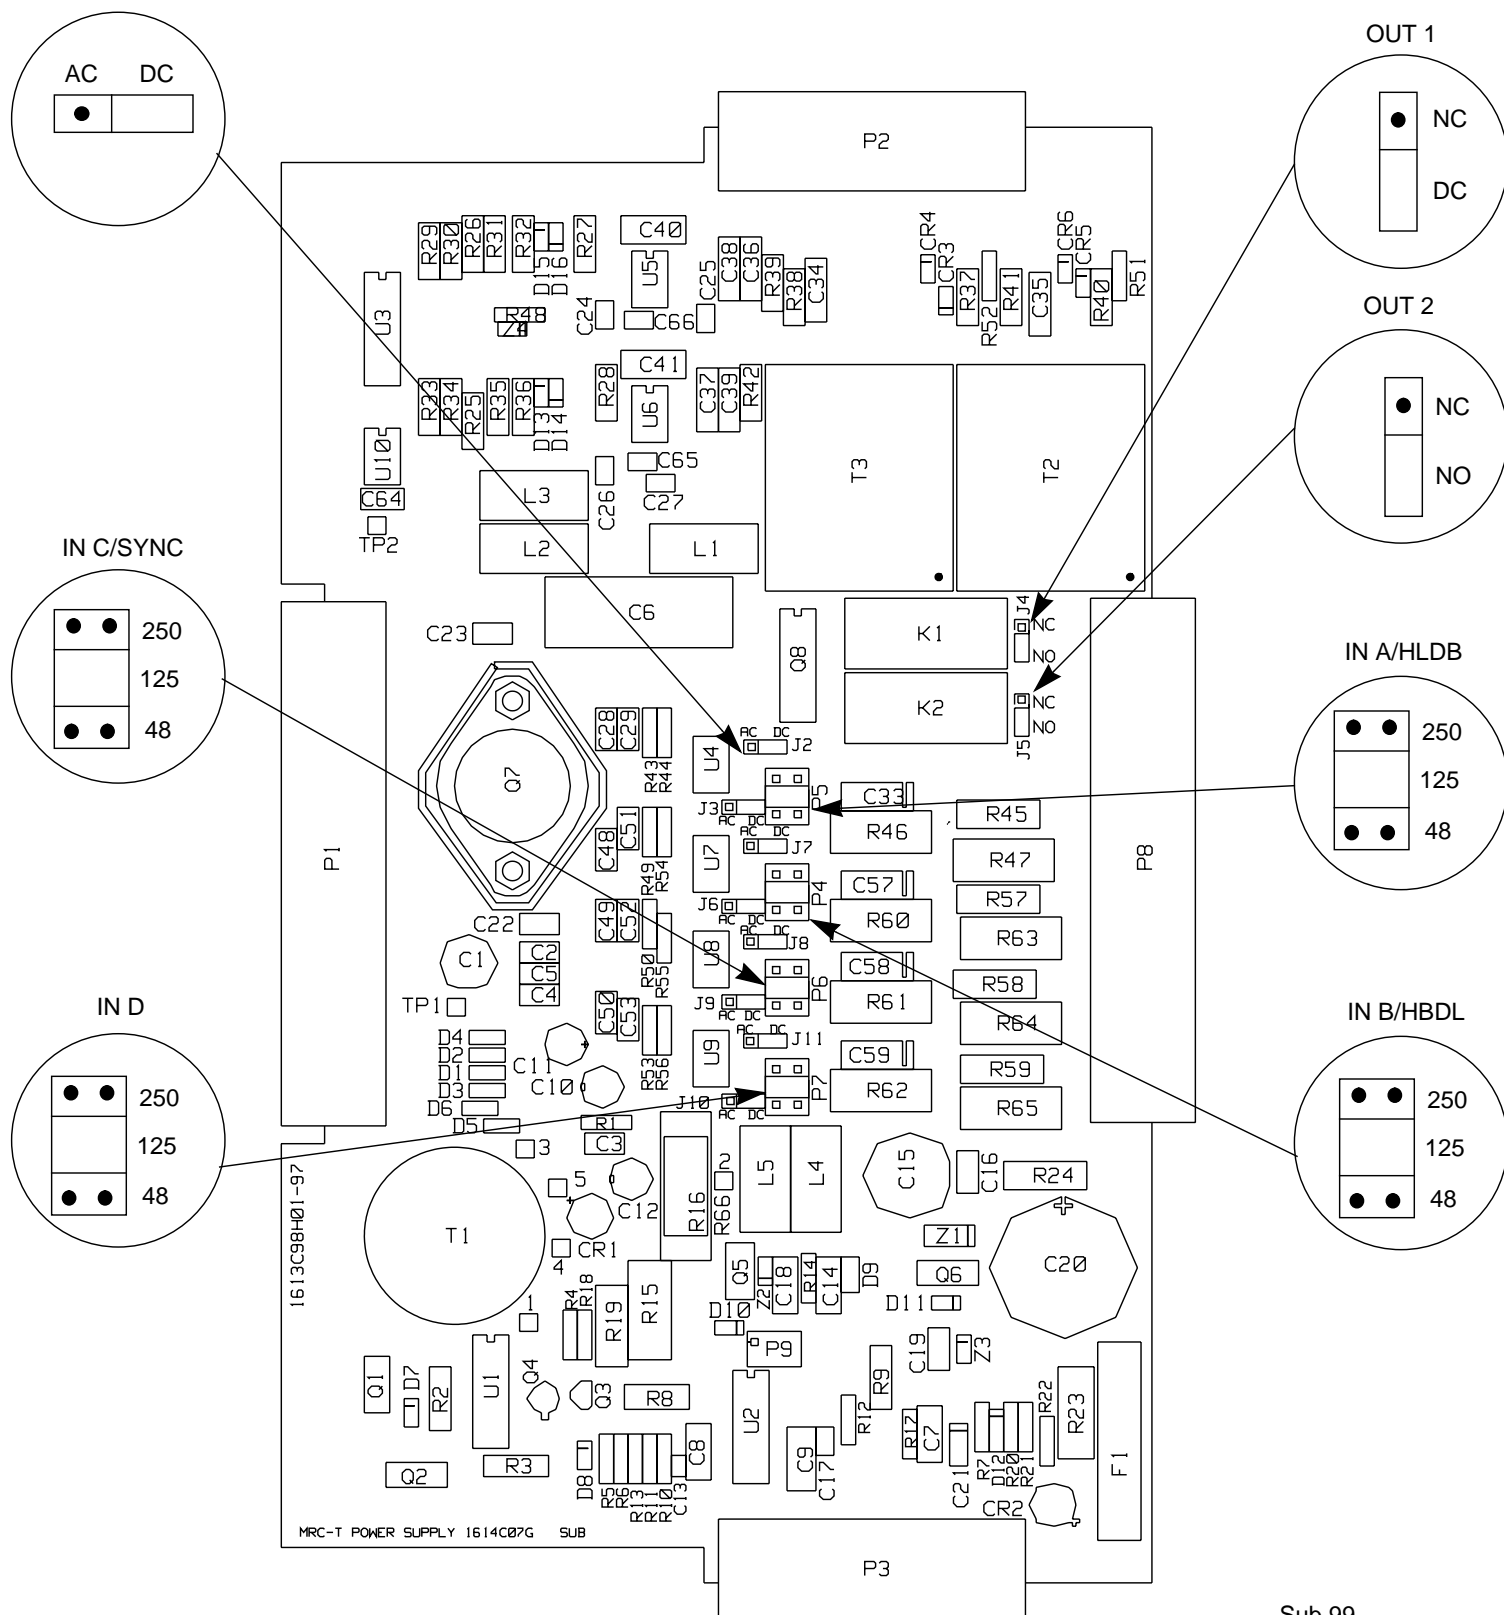 OUT 1
AC DC
NC
DC
P2
OUT 2
NC
NO
R29
R30
R26
R31
R32
D15
D16
R27
C40
U5
C25
C38
C36
R39
R38
C34
CR4
CR3
R37
R52
R41
C35
CR6
CR5
R40
R51
U3
R48
Z4
C24
C66
C41
R33
R34
R25
R35
R36
D13
D14
R28
U6
C37
C39
R42
T3
T2
U10
C64
TP2
L3
L2
C26
C65
C27
L1
IN C/SYNC
250
125
48
C6
C23
Q8
K1
J4
NC
NO
K2
NC
NO
J5
IN A/HLDB
250
125
48
P1
Q7
C28
C29
R43
R44
U4
AC DC
J2
P5
J3
AC DC
C33
R46
R45
P8
C48
C51
R49
R54
U7
AC DC
J7
P4
J6
AC DC
C57
R60
R47
R57
C22
C49
C52
R50
R55
U8
J8
P6
J9
AC DC
C58
R61
R63
R58
C1
C2
C5
C4
TP1
C50
C53
R53
R56
U9
AC DC
J11
P7
J10
AC DC
C59
R62
R64
R59
R65
IN D
250
125
48
D4
D2
D1
D3
D6
D5
C11
C10
R1
C3
IN B/HBDL
250
125
48
1613C98H01-97
T1
3
5
4
1
C12
CR1
R16
2
R66
L5
L4
C15
C16
R24
Z1
Q6
C20
R4
R18
R19
R15
Q5
Z2
C18
R14
C14
D9
D11
D10
P9
C19
Z3
Q1
D7
R2
U1
Q4
Q3
R8
U2
R9
R12
R17
C7
R22
R23
F1
Q2
R3
D8
R5
R6
R13
R11
R10
C13
C8
C9
C17
C21
R7
D12
R20
R21
CR2
MRC-T POWER SUPPLY 1614C07G SUB
P3
Sub 99